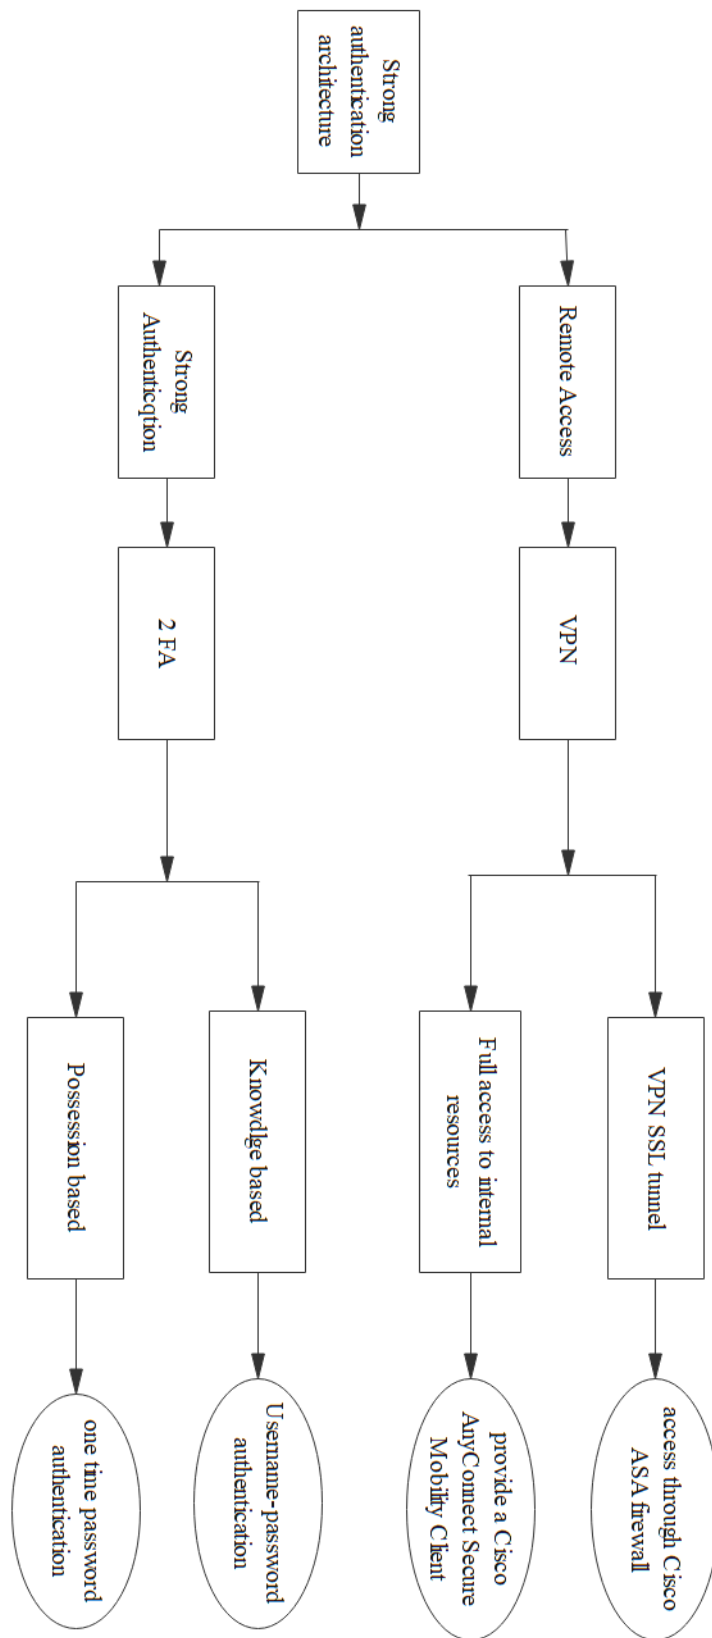 Strong
authentication
architecture
Remote Access
VPN
VPN SSL tunnel
access through Cisco
ASA firewall
Full access to internal
resources
provide a Cisco
AnyConnect Secure
Mobility Client
Strong
Authenticqtion
2 FA
Knowdlge based
Username-password
authentication
Possession based
one time password
authentication